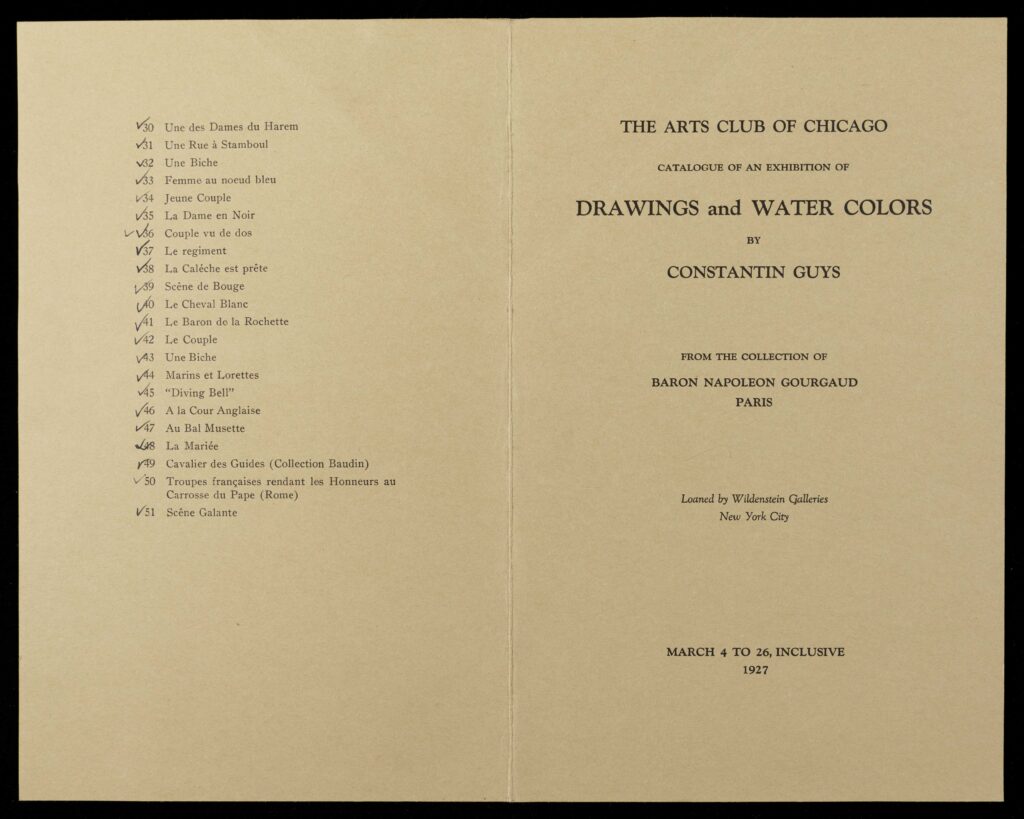 30 Une des Dames du Harem
31 Une Rue à Stamboul
32 Une Biche
33 Femme au noeud bleu
34 Jeune Couple
35 La Dame en Noir
36 Couple vu de dos
37 Le regiment
38 La Caléche est prête
39 Scêne de Bouge
40 Le Cheval Blanc
41 Le Baron de la Rochette
42 Le Couple
43 Une Biche
44 Marins et Lorettes
45 "Diving Bell"
46 A la Cour Anglaise
47 Au Bal Musette
48 La Mariée
49 Cavalier des Guides (Collection Baudin)
50 Troupes françaises rendant les Honneurs au
Carrosse du Pape (Rome)
51 Scêne Galante
THE ARTS CLUB OF CHICAGO
CATALOGUE OF AN EXHIBITION OF
DRAWINGS and WATER COLORS
BY
CONSTANTIN GUYS
FROM THE COLLECTION OF
BARON NAPOLEON GOURGAUD
PARIS
Loaned by Wildenstein Galleries
New York City
MARCH 4 TO 26, INCLUSIVE
1927